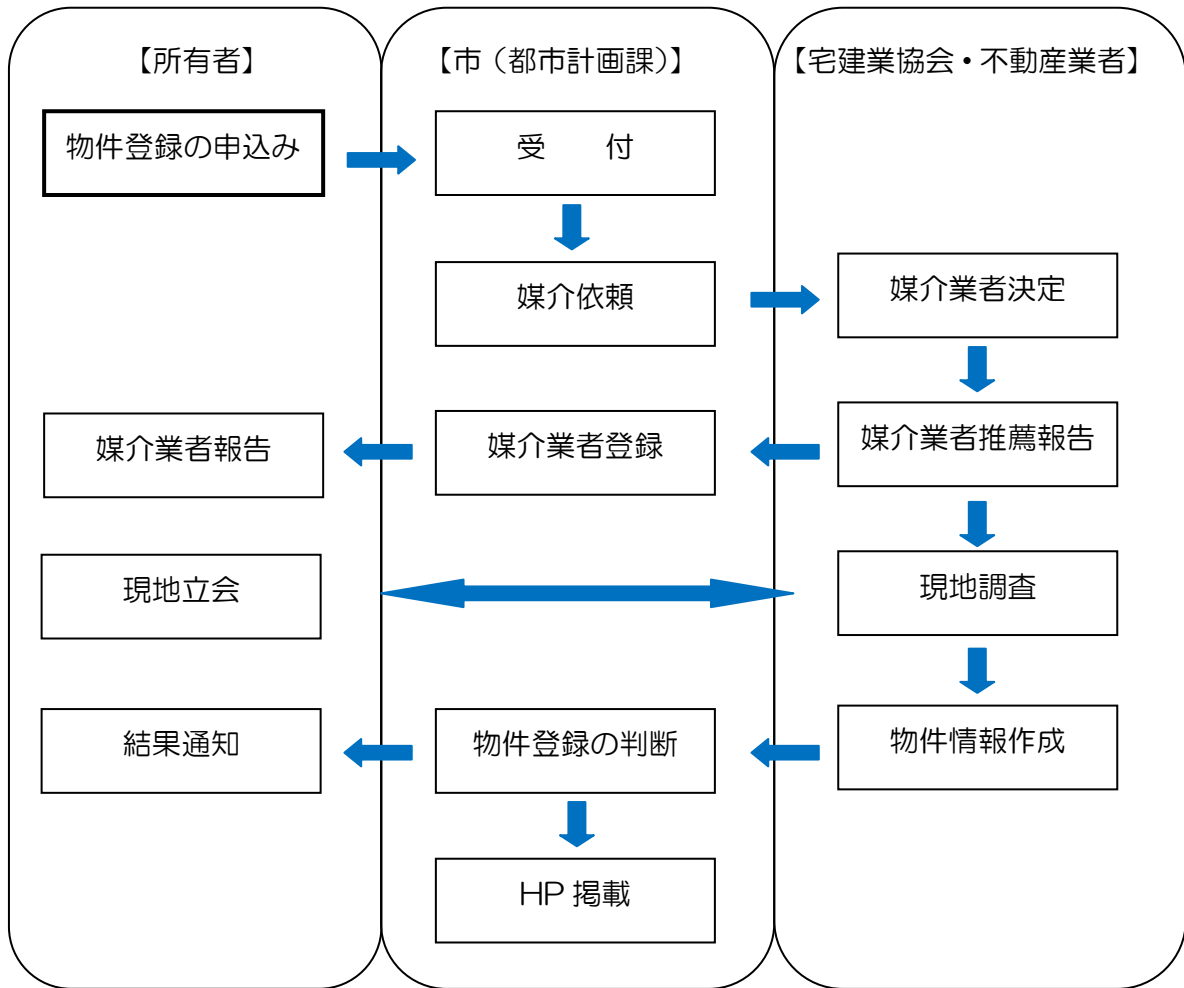 【所有者】
【市（都市計画課）】
【宅建業協会・不動産業者】
物件登録の申込み
受　　付
媒介依頼
媒介業者決定
媒介業者報告
媒介業者登録
媒介業者推薦報告
現地立会
現地調査
結果通知
物件登録の判断
物件情報作成
HP 掲載